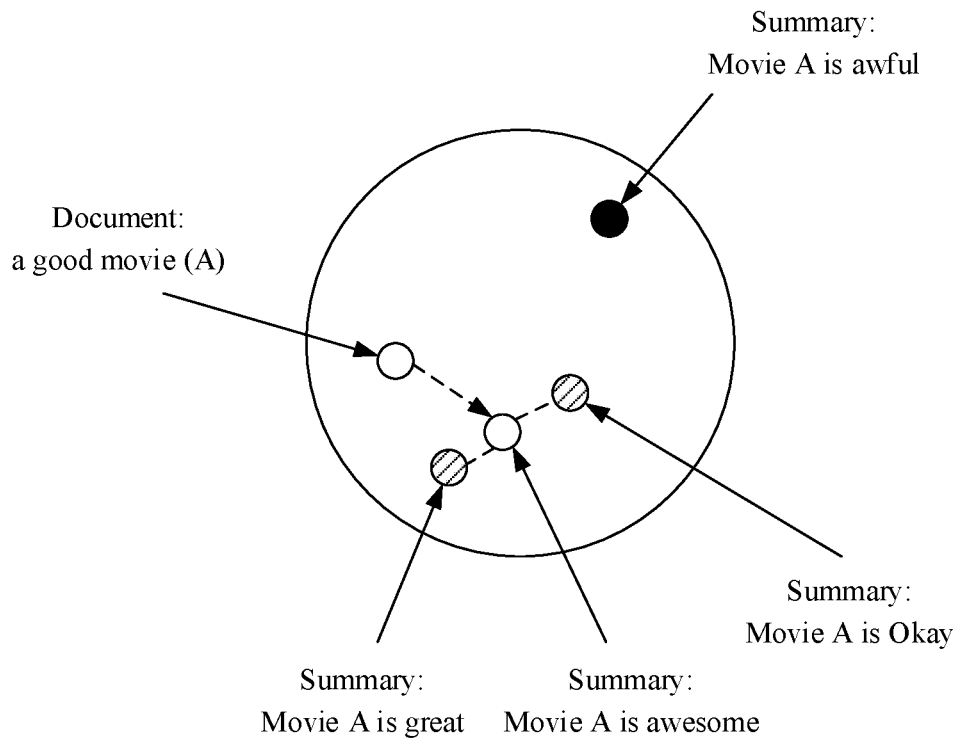 Summary:
Movie A is awful
Document:
a good movie (A)
Summary:
Movie A is Okay
Summary:
Movie A is great
Summary:
Movie A is awesome